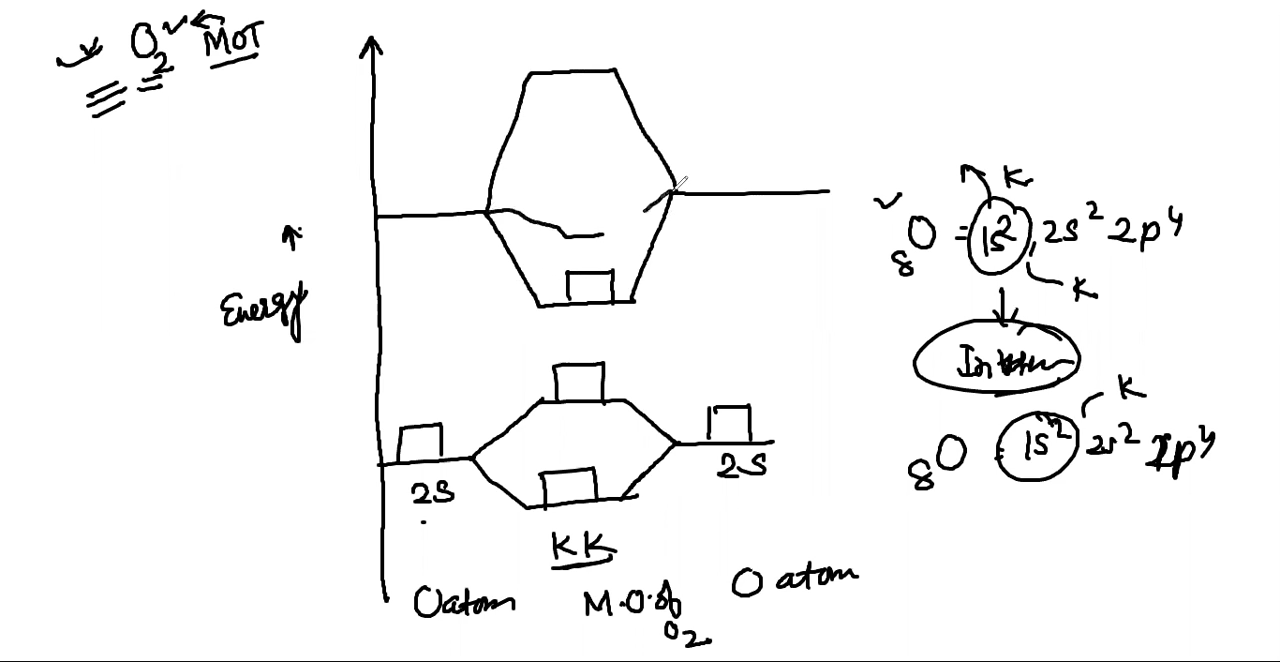 O₂ MOT
K
₈O = 1s², 2s² 2p⁴
K
Energy
K
₈O = 1s² 2s² 2p⁴
2S
2S
KK
O atom
M.O. of O₂
O atom